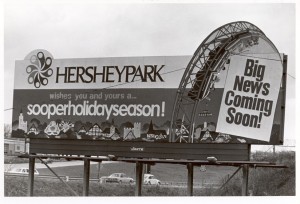 HERSHEYPARK
wishes you and yours a...
sooperholidayseason!
Big
News
Coming
Soon!